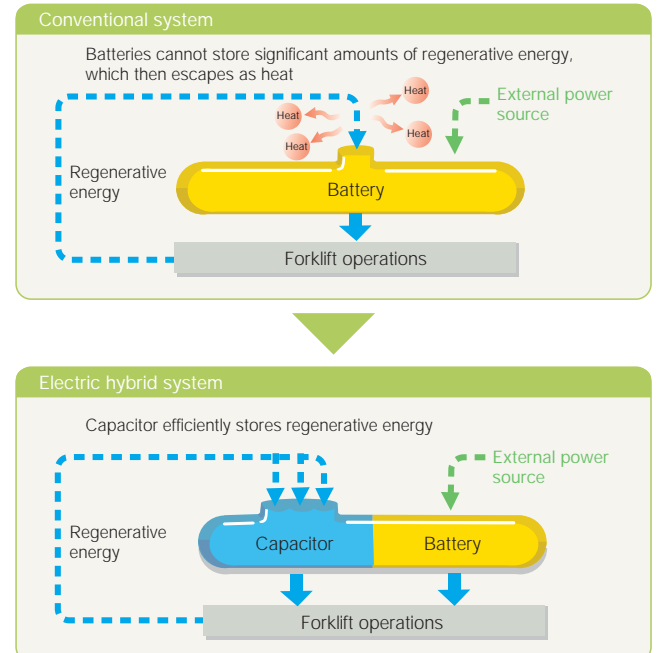 Conventional system
Batteries cannot store significant amounts of regenerative energy,
which then escapes as heat
Heat
External power
source
Heat
Heat
Heat
Regenerative
energy
Battery
Forklift operations
Electric hybrid system
Capacitor efficiently stores regenerative energy
External power
source
Regenerative
energy
Capacitor
Battery
Forklift operations